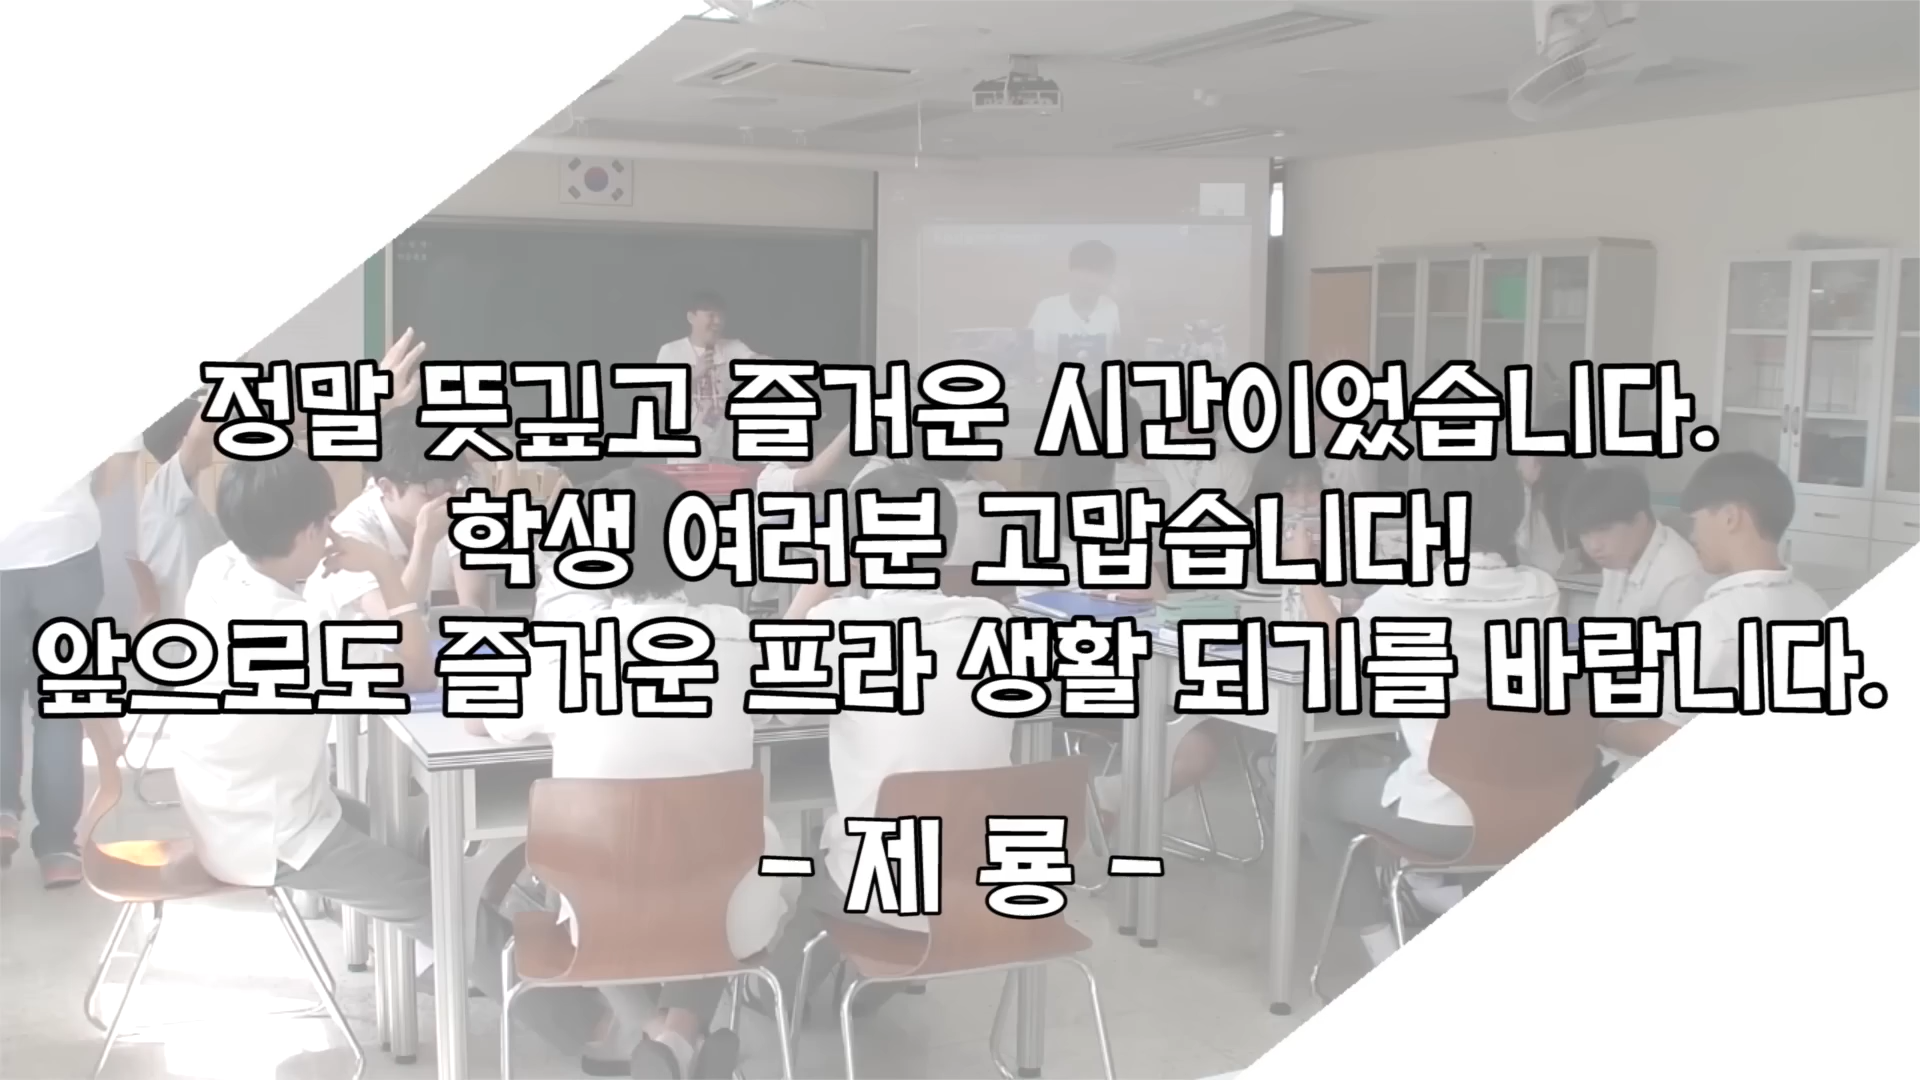 정말 뜻깊고 즐거운 시간이었습니다.
학생 여러분 고맙습니다!
앞으로도 즐거운 프라 생활 되기를 바랍니다.
- 제 룡 -